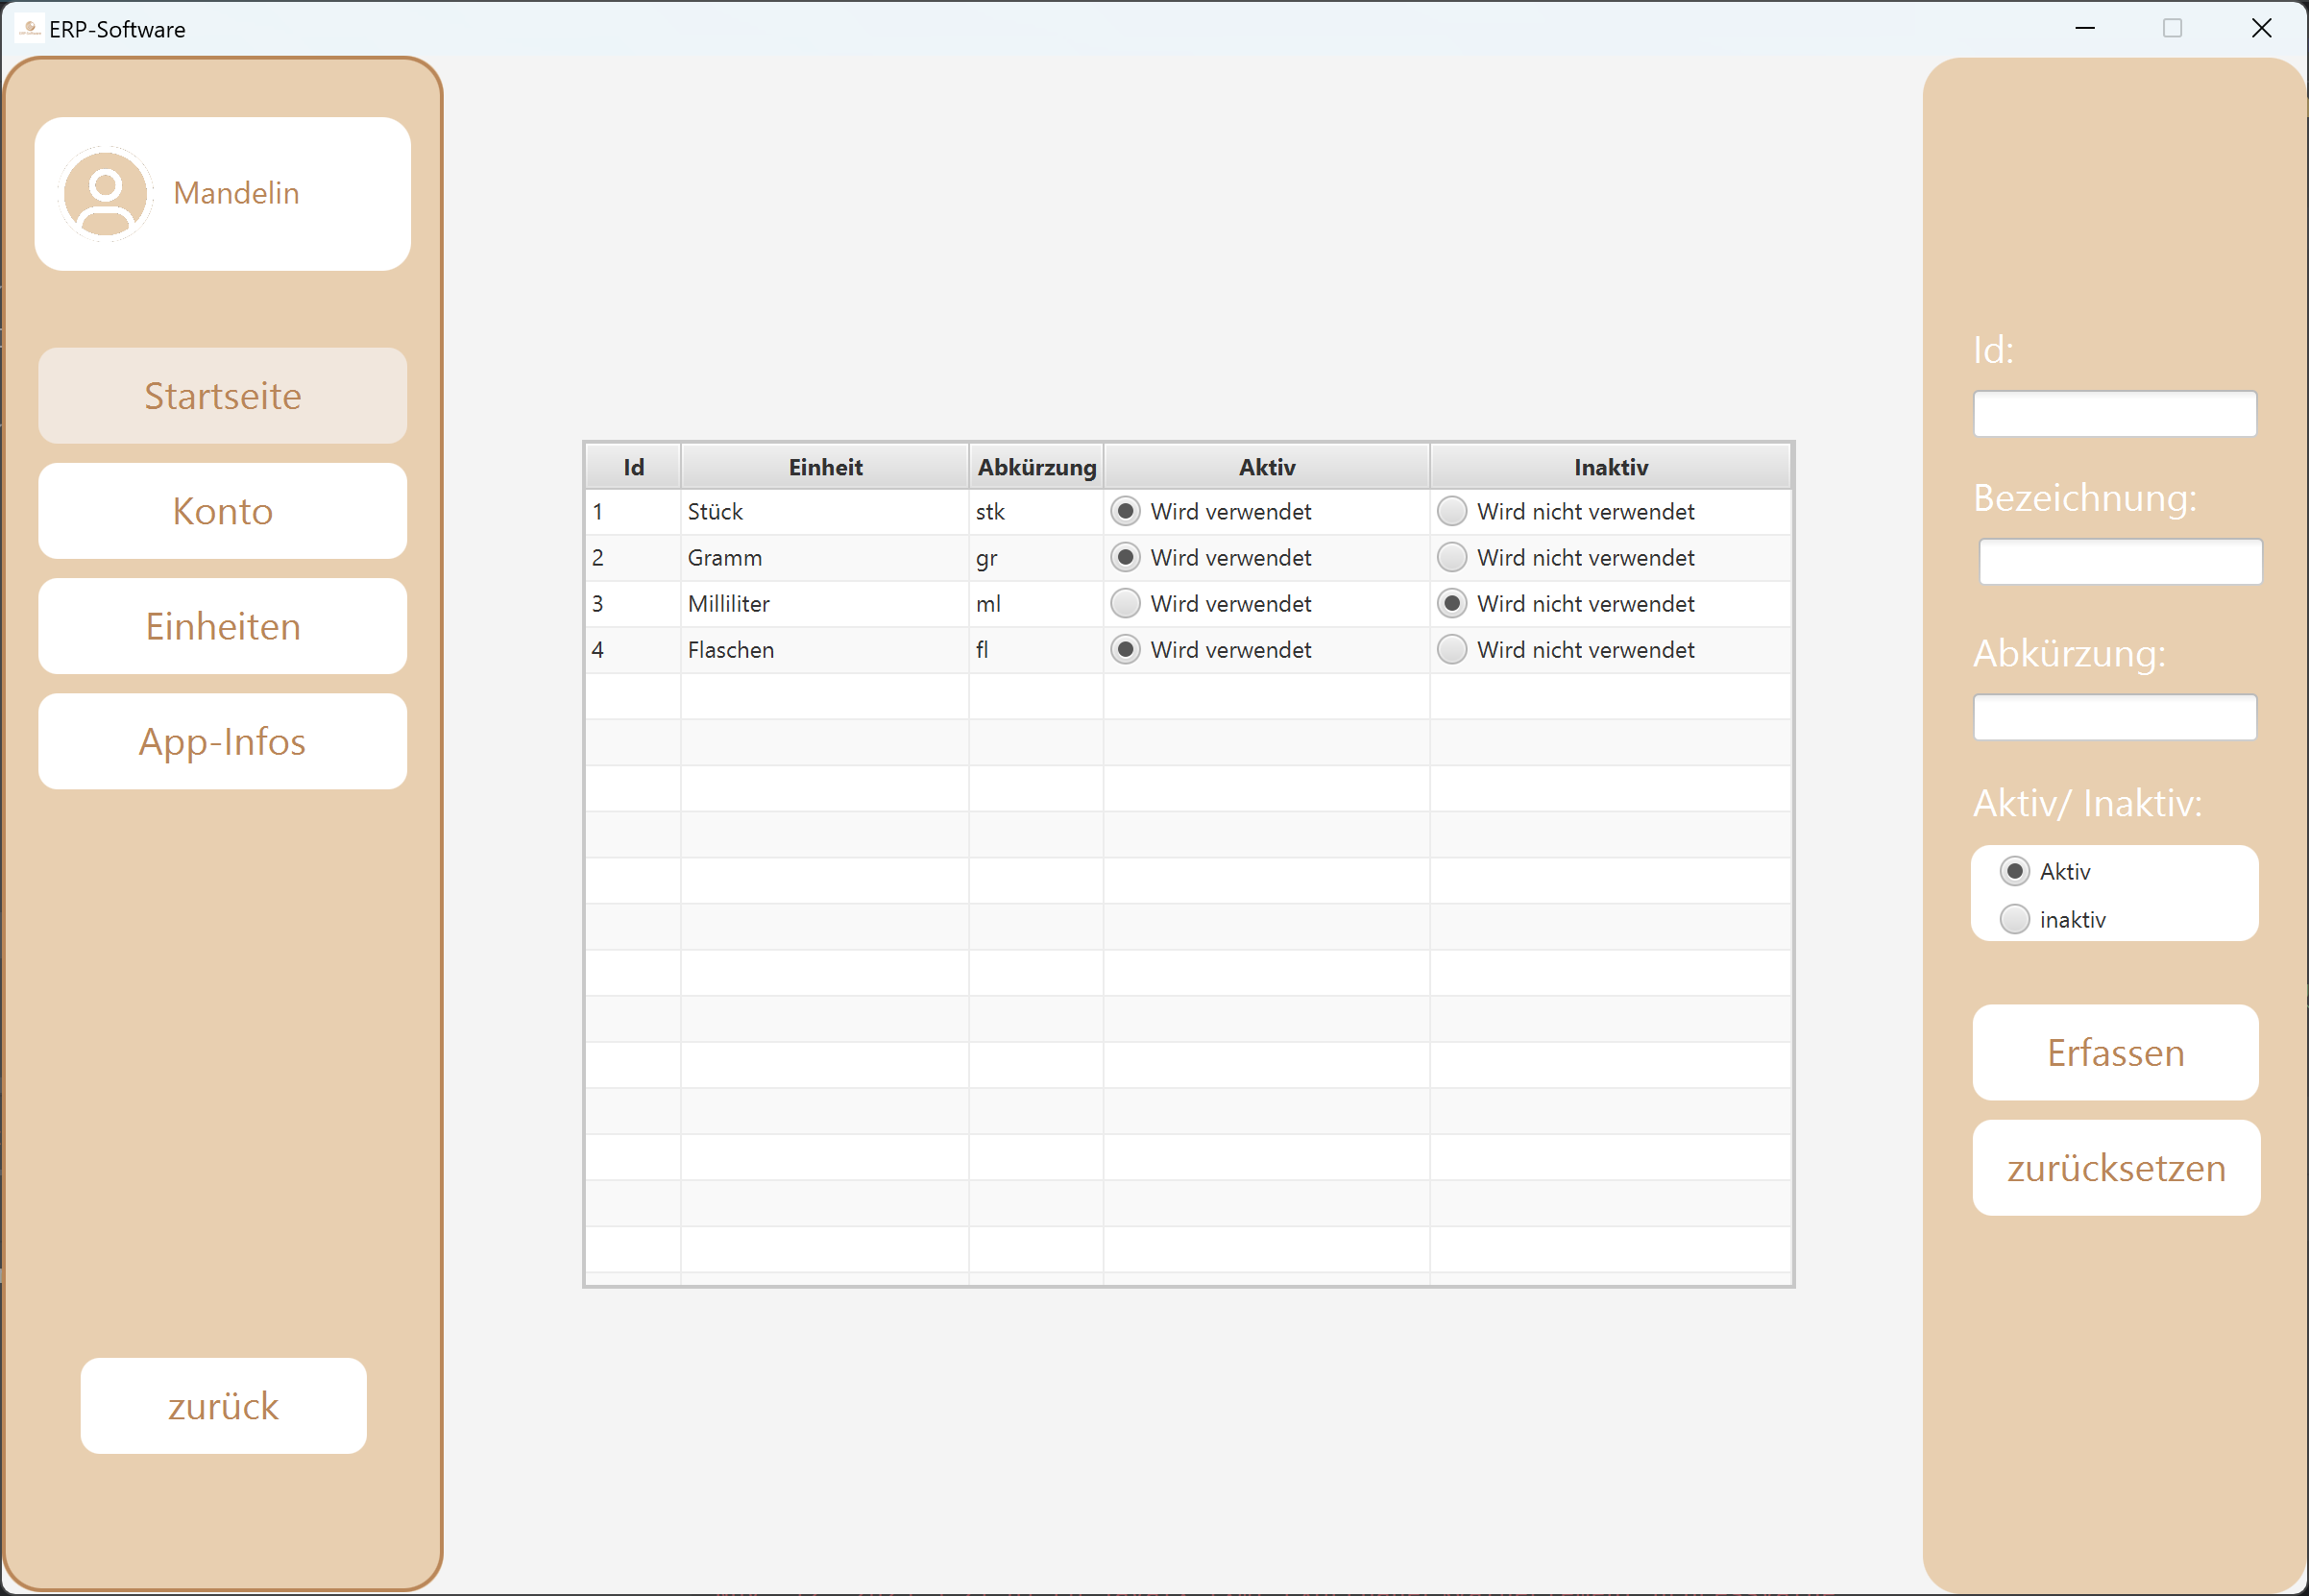 ERP-Software
Mandelin
Startseite
Konto
Einheiten
App-Infos
zurück
Id Einheit Abkürzung Aktiv Inaktiv
1 Stück stk Wird verwendet Wird nicht verwendet
2 Gramm gr Wird verwendet Wird nicht verwendet
3 Milliliter ml Wird verwendet Wird nicht verwendet
4 Flaschen fl Wird verwendet Wird nicht verwendet
Id:
Bezeichnung:
Abkürzung:
Aktiv/ Inaktiv:
Aktiv
inaktiv
Erfassen
zurücksetzen